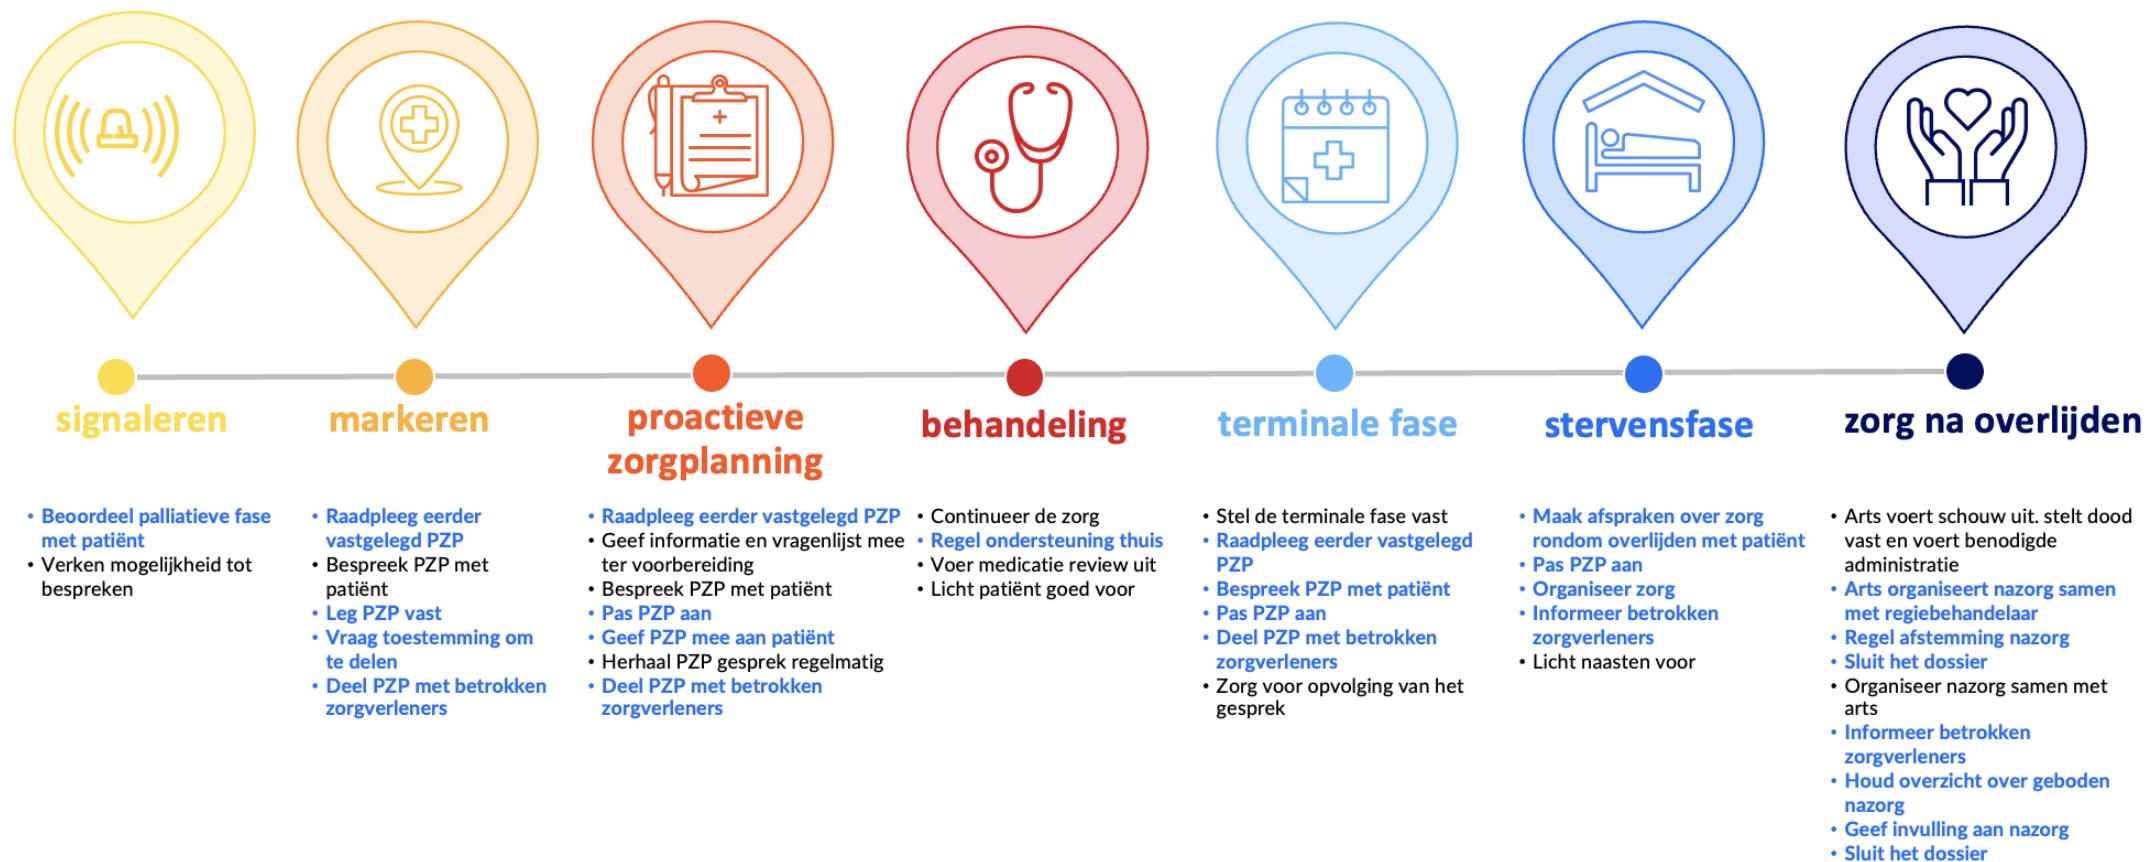 signaleren
• Beoordeel palliatieve fase
met patiënt
• Verken mogelijkheid tot
bespreken
markeren
• Raadpleeg eerder
vastgelegd PZP
• Bespreek PZP met
patiënt
• Leg PZP vast
• Vraag toestemming om
te delen
• Deel PZP met betrokken
zorgverleners
proactieve
zorgplanning
• Raadpleeg eerder vastgelegd PZP
• Geef informatie en vragenlijst mee
ter voorbereiding
• Bespreek PZP met patiënt
• Pas PZP aan
• Geef PZP mee aan patiënt
• Herhaal PZP gesprek regelmatig
• Deel PZP met betrokken
zorgverleners
behandeling
• Continueer de zorg
• Regel ondersteuning thuis
• Voer medicatie review uit
• Licht patiënt goed voor
terminale fase
• Stel de terminale fase vast
• Raadpleeg eerder vastgelegd
PZP
• Bespreek PZP met patiënt
• Pas PZP aan
• Deel PZP met betrokken
zorgverleners
• Zorg voor opvolging van het
gesprek
stervensfase
• Maak afspraken over zorg
rondom overlijden met patiënt
• Pas PZP aan
• Organiseer zorg
• Informeer betrokken
zorgverleners
• Licht naasten voor
zorg na overlijden
• Arts voert schouw uit. stelt dood
vast en voert benodigde
administratie
• Arts organiseert nazorg samen
met regiebehandelaar
• Regel afstemming nazorg
• Sluit het dossier
• Organiseer nazorg samen met
arts
• Informeer betrokken
zorgverleners
• Houd overzicht over geboden
nazorg
• Geef invulling aan nazorg
• Sluit het dossier